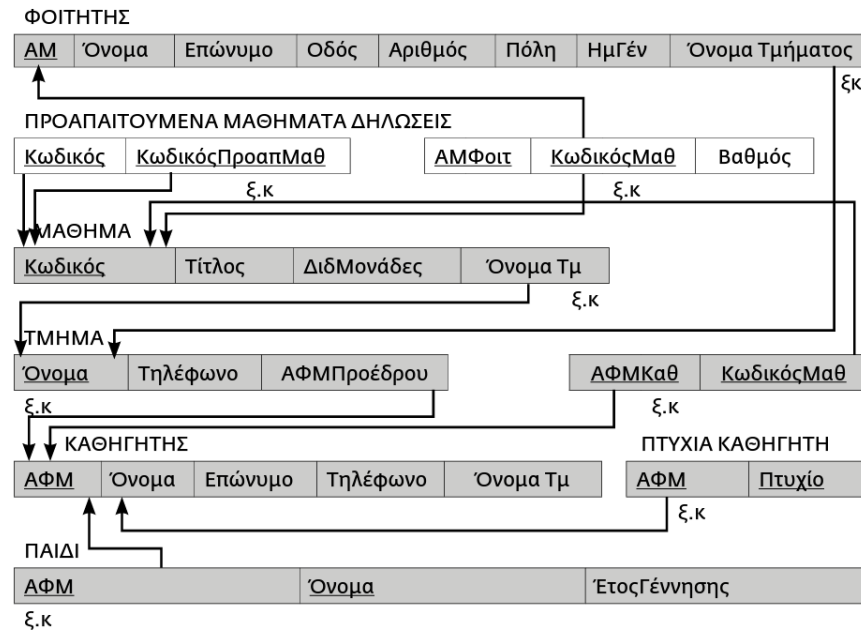 ΦΟΙΤΗΤΗΣ
ΑΜ Όνομα Επώνυμο Οδός Αριθμός Πόλη ΗμΓέν Όνομα Τμήματος
ξκ
ΠΡΟΑΠΑΙΤΟΥΜΕΝΑ ΜΑΘΗΜΑΤΑ ΔΗΛΩΣΕΙΣ
Κωδικός ΚωδικόςΠροαπΜαθ ΑΜΦοιτ ΚωδικόςΜαθ Βαθμός
ξ.κ ξ.κ
ΜΑΘΗΜΑ
Κωδικός Τίτλος ΔιδΜονάδες Όνομα Τμ
ξ.κ
ΤΜΗΜΑ
Όνομα Τηλέφωνο ΑΦΜΠροέδρου ΑΦΜΚαθ ΚωδικόςΜαθ
ξ.κ ξ.κ
ΚΑΘΗΓΗΤΗΣ ΠΤΥΧΙΑ ΚΑΘΗΓΗΤΗ
ΑΦΜ Όνομα Επώνυμο Τηλέφωνο Όνομα Τμ ΑΦΜ Πτυχίο
ξ.κ
ΠΑΙΔΙ
ΑΦΜ Όνομα ΈτοςΓέννησης
ξ.κ